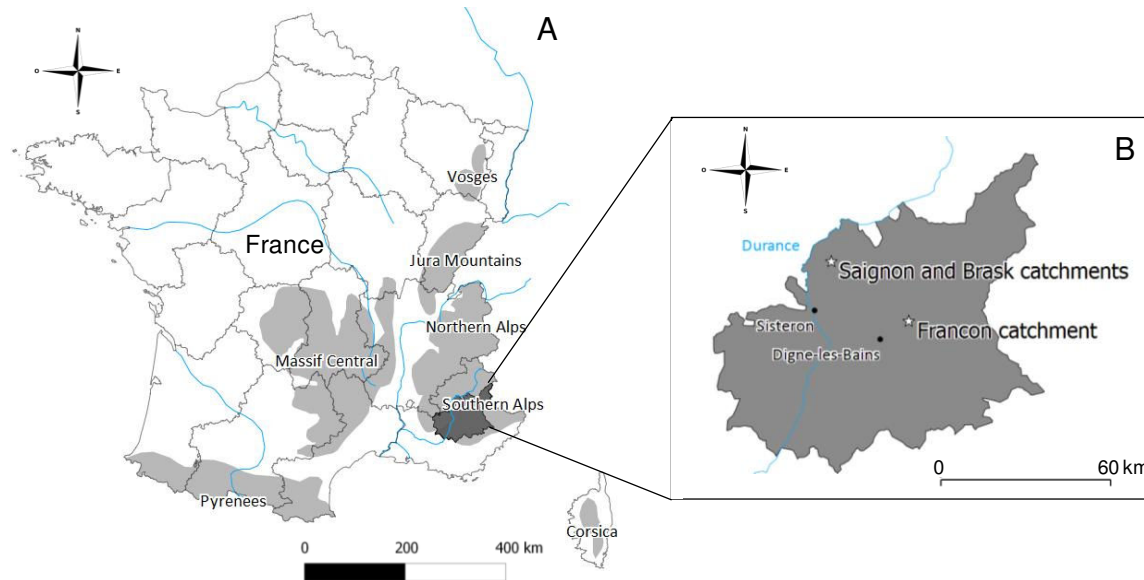 A
N
O E
S
Vosges
France
Jura Mountains
Northern Alps
Massif Central
Southern Alps
Pyrenees
Corsica
0 200 400 km
B
N
O E
S
Durance
Saignon and Brask catchments
Sisteron
Francon catchment
Digne-les-Bains
0 60 km